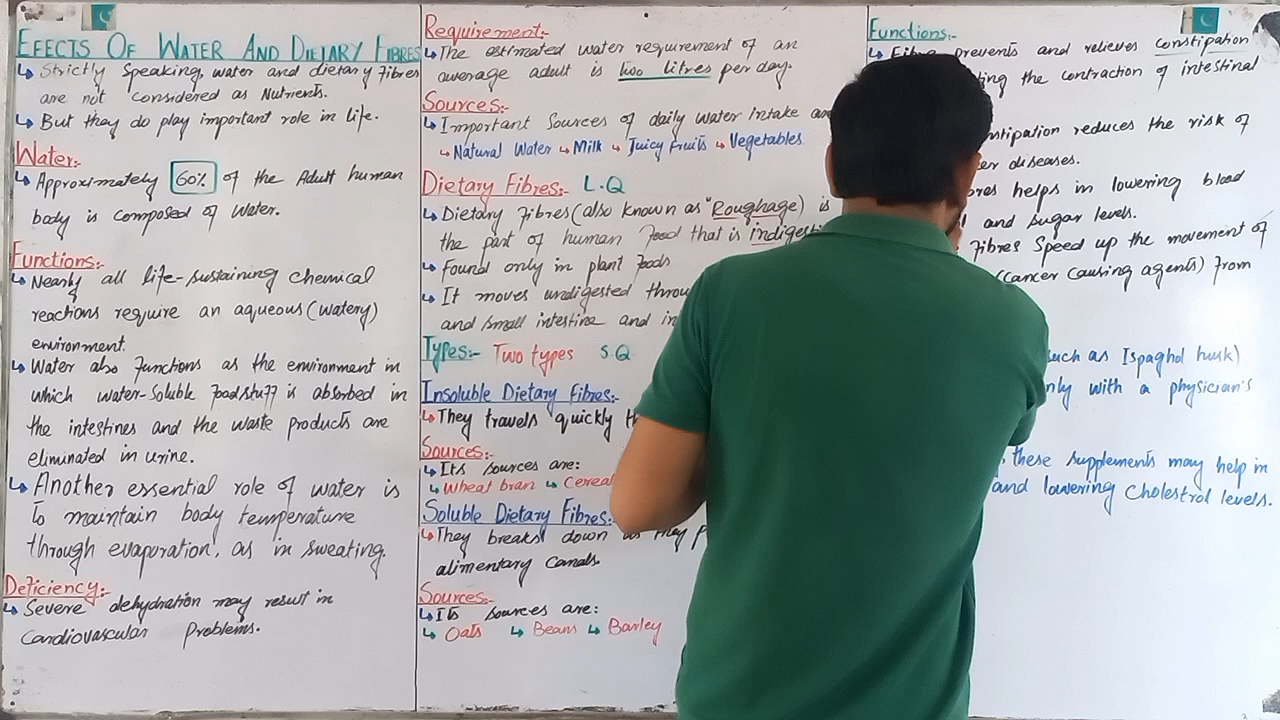 EFECTS OF WATER AND DIETARY FIBRES
↳ Strictly Speaking, water and dietary fibres
are not considered as Nutrients.
↳ But they do play important role in life.
Water:-
↳ Approximately 60% of the Adult human
body is composed of water.
Functions:-
↳ Nearly all life-sustaining chemical
reactions require an aqueous (watery)
environment.
↳ Water also functions as the environment in
which water-Soluble foodstuff is absorbed in
the intestines and the waste products are
eliminated in urine.
↳ Another essential role of water is
to maintain body temperature
through evaporation, as in sweating.
Deficiency:-
↳ Severe dehydration may result in
cardiovascular problems.
Requirement:-
↳ The estimated water requirement of an
average adult is two litres per day.
Sources:-
↳ Important Sources of daily water intake are
↳ Natural Water ↳ Milk ↳ Juicy Fruits ↳ Vegetables
Dietary Fibres:- L.Q
↳ Dietary Fibres (also known as "Roughage) is
the part of human food that is
↳ Found only in plant foods
↳ It moves undigested
and small intestine and
Types:- Two types S.Q
Insoluble Dietary Fibres:-
↳ They travels quickly
Sources:-
↳ Its sources are:
↳ Wheat bran ↳
Soluble Dietary Fibres:-
↳ They breaks down as they
alimentary canals.
Sources:-
↳ Its sources are:
↳ Oats ↳ Beans ↳ Barley
Functions:-
↳ Fibre prevents and relieves constipation
the contraction of intestinal
reduces the risk of
diseases.
helps in lowering blood
and sugar levels.
Fibres Speed up the movement of
(cancer causing agents) from
such as Ispaghol husk)
with a physician's
these supplements may help in
and lowering cholestrol levels.